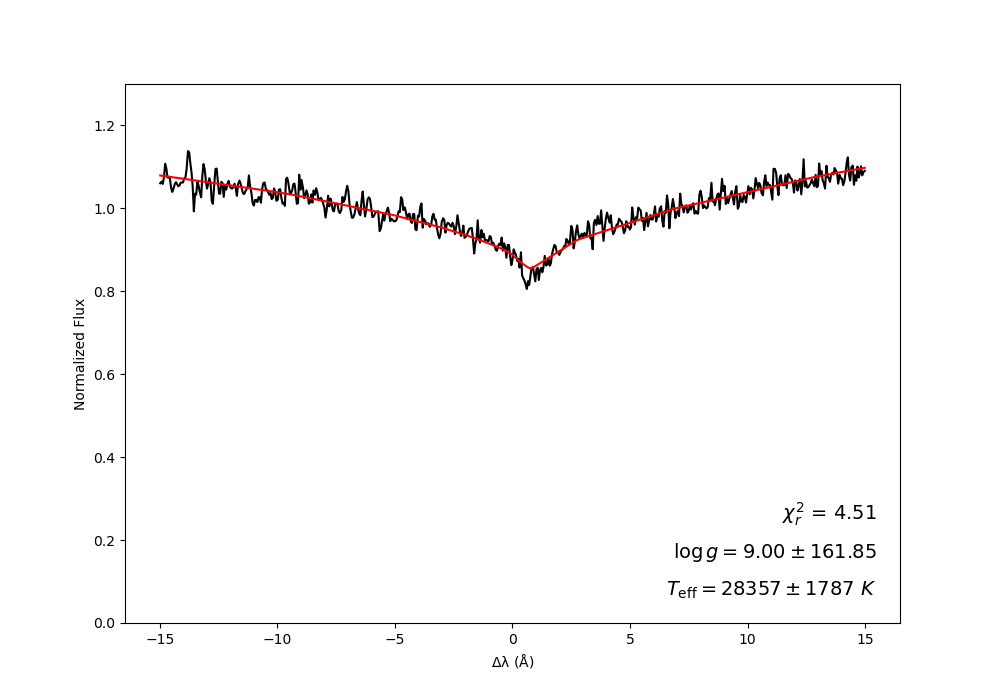 1.2
1.0
0.8
0.6
0.4
0.2
0.0
Normalized Flux
χ²ᵣ = 4.51
log g = 9.00 ± 161.85
T_eff = 28357 ± 1787 K
−15 −10 −5 0 5 10 15
Δλ (Å)